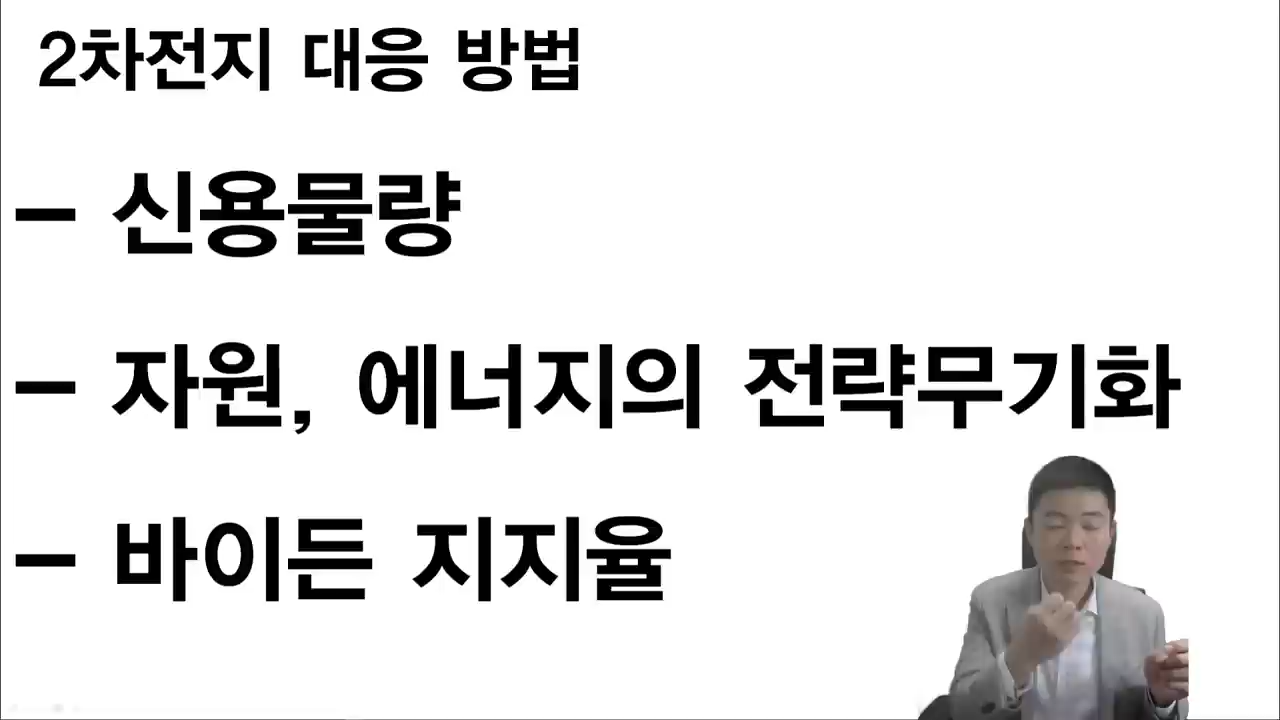 2차전지 대응 방법
- 신용물량
- 자원, 에너지의 전략무기화
- 바이든 지지율